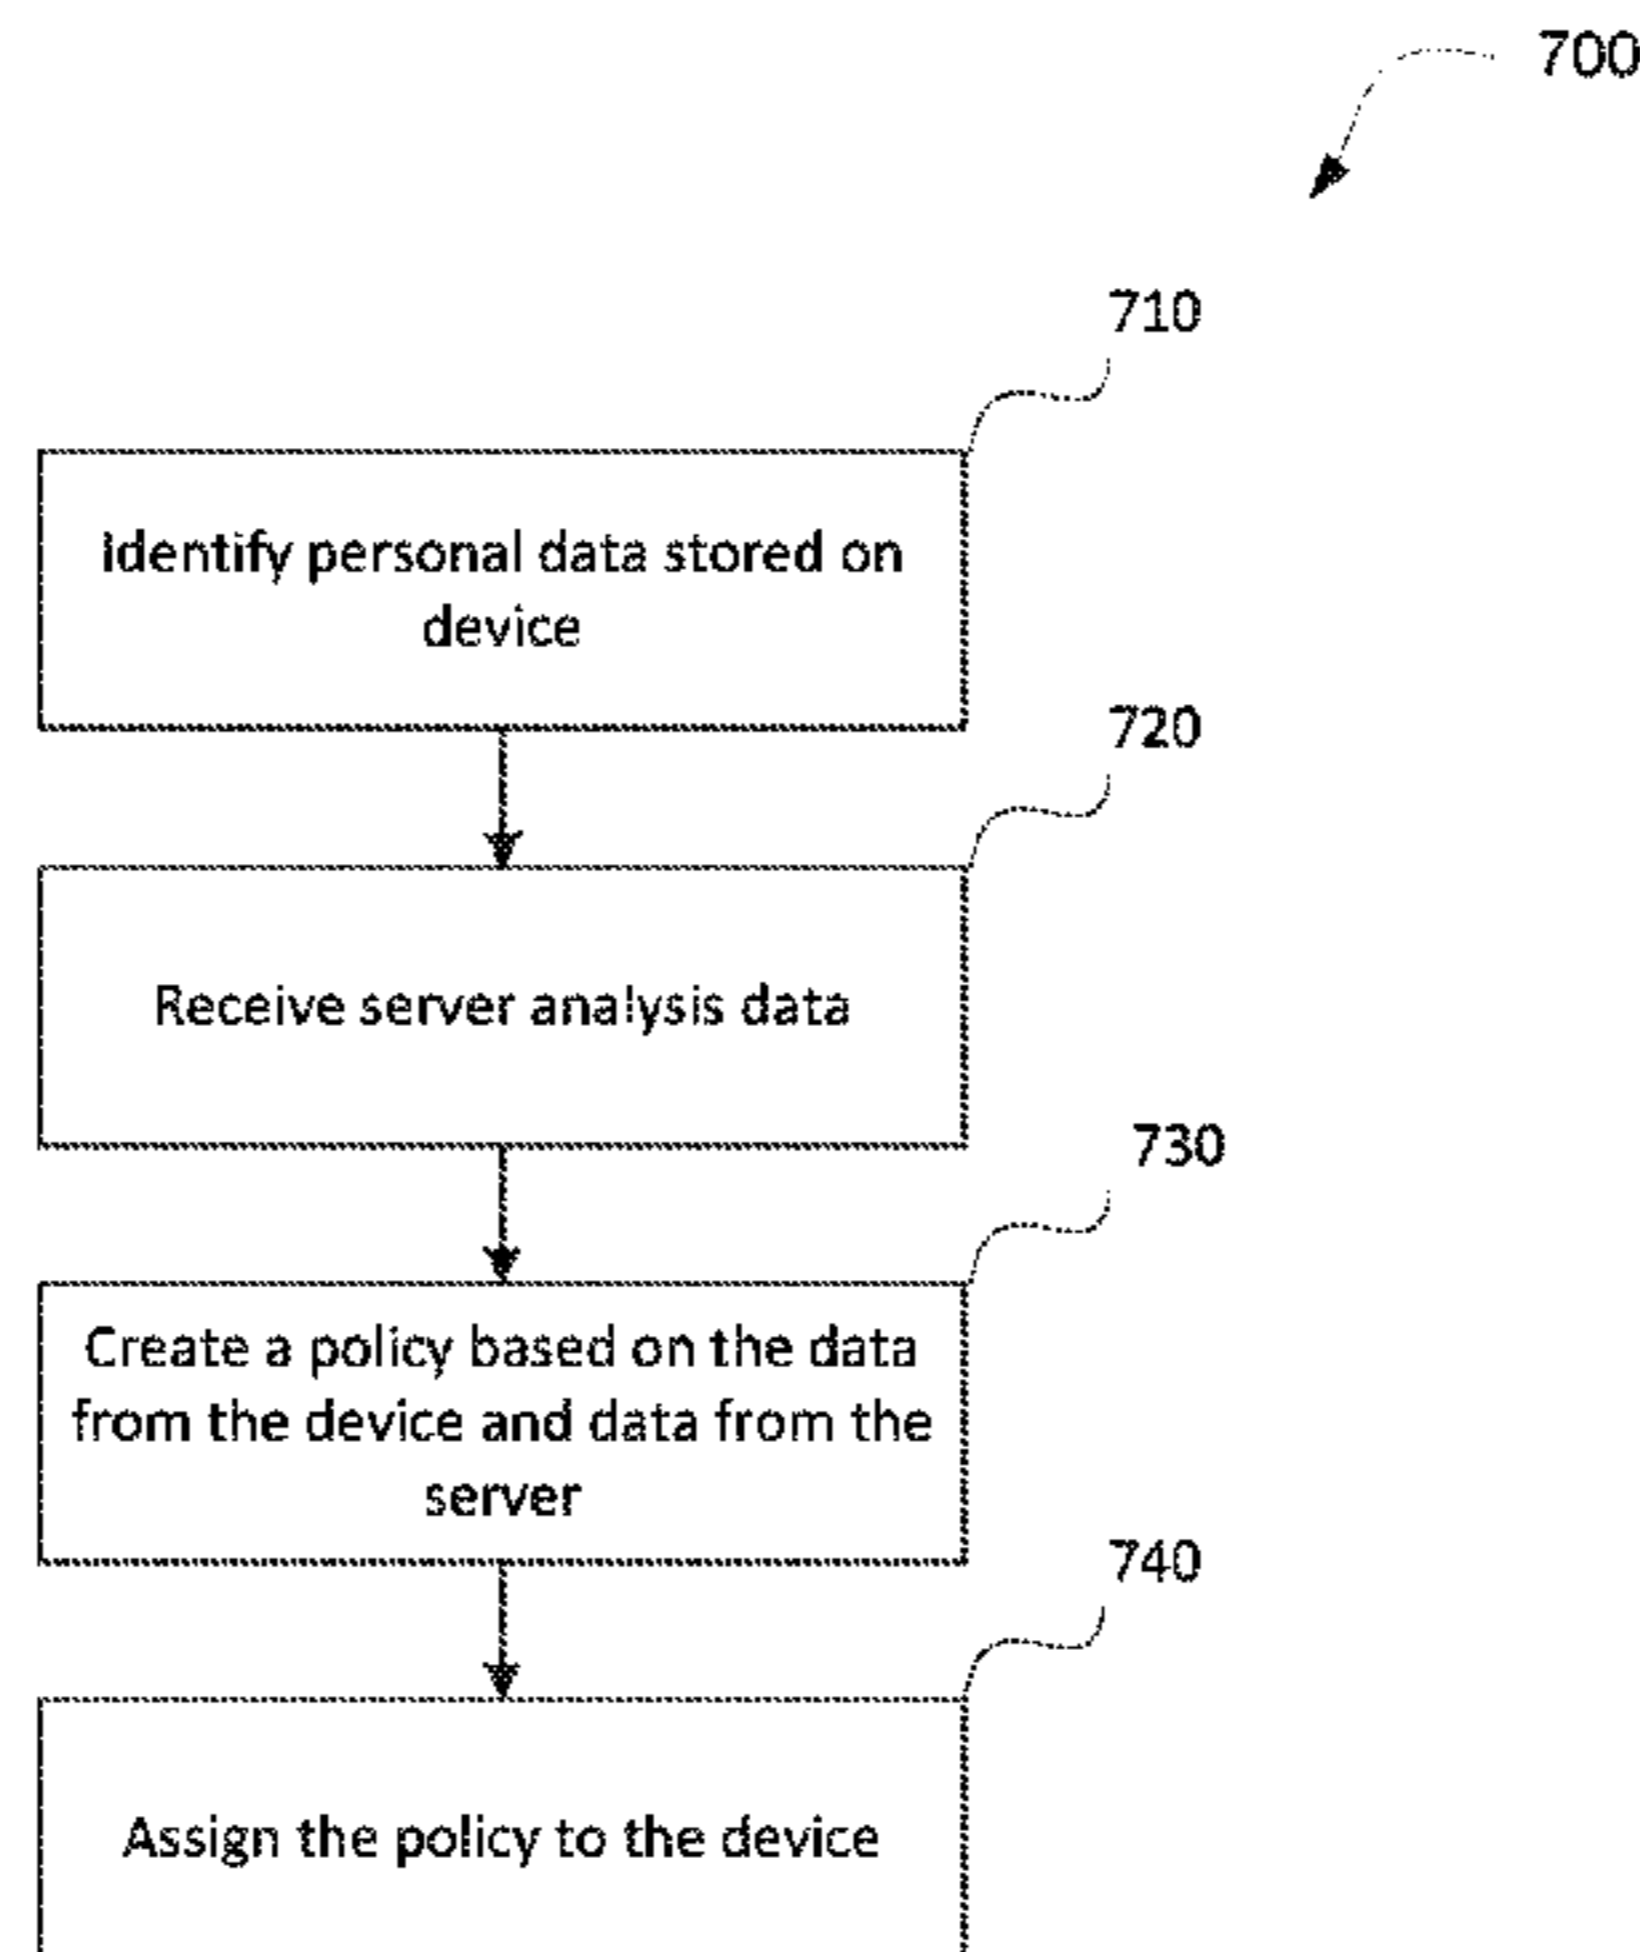 700
710
Identify personal data stored on
device
720
Receive server analysis data
730
Create a policy based on the data
from the device and data from the
server
740
Assign the policy to the device